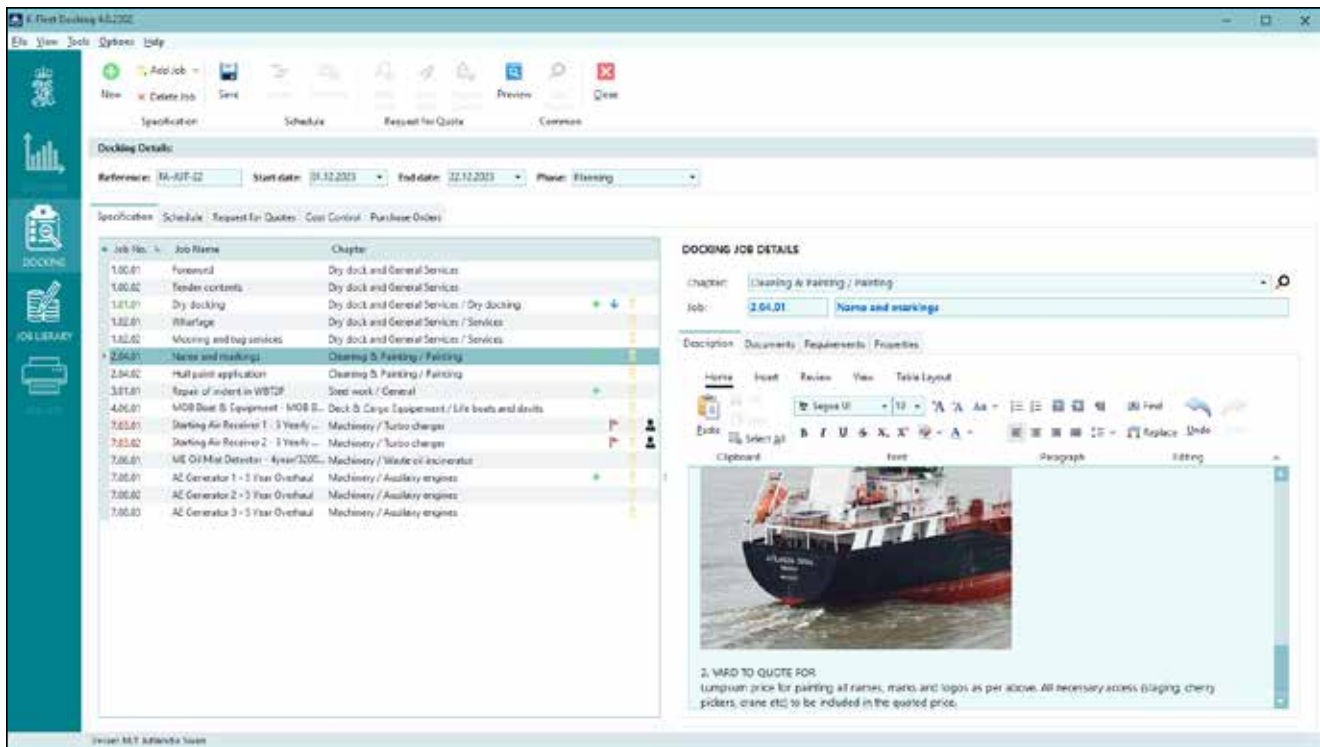 K-Fleet Docking 4.0.2302
File View Tools Options Help
New
Add Job
Delete Job
Save
Preview
Close
Specification
Schedule
Request for Quote
Common
Docking Details:
Reference:
Start date: 01.12.2023
End date: 22.12.2023
Phase: Planning
Specification Schedule Request for Quotes Cost Control Purchase Orders
Job No. Job Name Chapter
1.00.01 Foreword Dry dock and General Services
1.00.02 Tender contents Dry dock and General Services
1.01.01 Dry docking Dry dock and General Services / Dry docking
1.02.01 Wharfage Dry dock and General Services / Services
1.02.02 Mooring and tug services Dry dock and General Services / Services
2.04.01 Name and markings Cleaning & Painting / Painting
2.04.02 Hull paint application Cleaning & Painting / Painting
3.01.01 Repair of indent in WBT2P Steel work / General
4.06.01 MOB Boat & Equipment - MOB B... Deck & Cargo Equipement / Life boats and davits
7.03.01 Starting Air Receiver 1 - 5 Yearly ... Machinery / Turbo charger
7.03.02 Starting Air Receiver 2 - 5 Yearly ... Machinery / Turbo charger
7.06.01 ME Oil Mist Detector - 4year/3200... Machinery / Waste oil incinerator
7.08.01 AE Generator 1 - 5 Year Overhaul Machinery / Auxiliary engines
7.08.02 AE Generator 2 - 5 Year Overhaul Machinery / Auxiliary engines
7.08.03 AE Generator 3 - 5 Year Overhaul Machinery / Auxiliary engines
DOCKING
JOB LIBRARY
DOCKING JOB DETAILS
Chapter: Cleaning & Painting / Painting
Job: 2.04.01 Name and markings
Description Documents Requirements Properties
Home Insert Review View Table Layout
Paste
Select All
Segoe UI 10
Find
Replace
Undo
Clipboard Font Paragraph Editing
2. YARD TO QUOTE FOR
Lumpsum price for painting all names, marks and logos as per above. All necessary access (staging, cherry
pickers, crane etc) to be included in the quoted price.
Vessel: M/T Jutlandia Swan